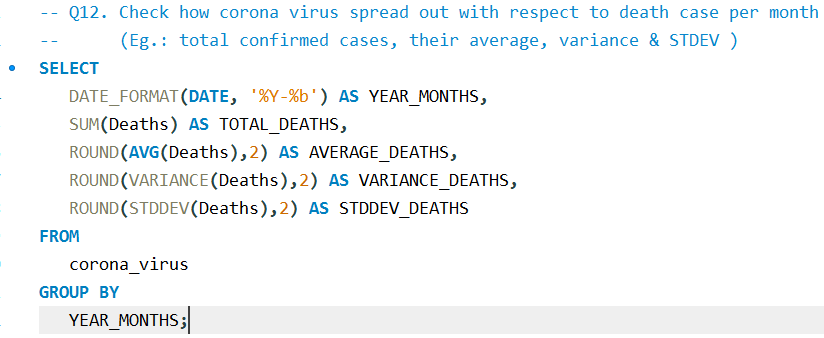 -- Q12. Check how corona virus spread out with respect to death case per month
--      (Eg.: total confirmed cases, their average, variance & STDEV )
SELECT
   DATE_FORMAT(DATE, '%Y-%b') AS YEAR_MONTHS,
   SUM(Deaths) AS TOTAL_DEATHS,
   ROUND(AVG(Deaths),2) AS AVERAGE_DEATHS,
   ROUND(VARIANCE(Deaths),2) AS VARIANCE_DEATHS,
   ROUND(STDDEV(Deaths),2) AS STDDEV_DEATHS
FROM
   corona_virus
GROUP BY
   YEAR_MONTHS;